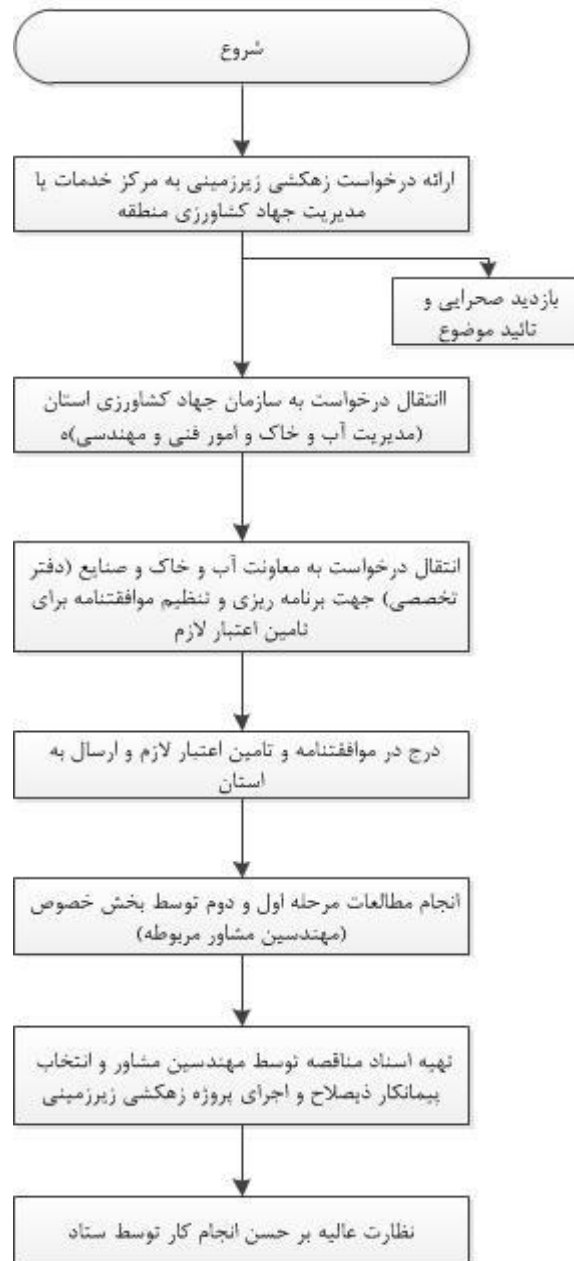 شروع
ارائه درخواست زهکشی زیرزمینی به مرکز خدمات یا
مدیریت جهاد کشاورزی منطقه
بازدید صحرایی و
تائید موضوع
اانتقال درخواست به سازمان جهاد کشاورزی استان
(مدیریت آب و خاک و امور فنی و مهندسی)ه
انتقال درخواست به معاونت آب و خاک و صنایع (دفتر
تخصصی) جهت برنامه ریزی و تنظیم موافقتنامه برای
تامین اعتبار لازم
درج در موافقتنامه و تامین اعتبار لازم و ارسال به
استان
انجام مطالعات مرحله اول و دوم توسط بخش خصوص
(مهندسین مشاور مربوطه)
تهیه اسناد مناقصه توسط مهندسین مشاور و انتخاب
پیمانکار ذیصلاح و اجرای پروژه زهکشی زیرزمینی
نظارت عالیه بر حسن انجام کار توسط ستاد